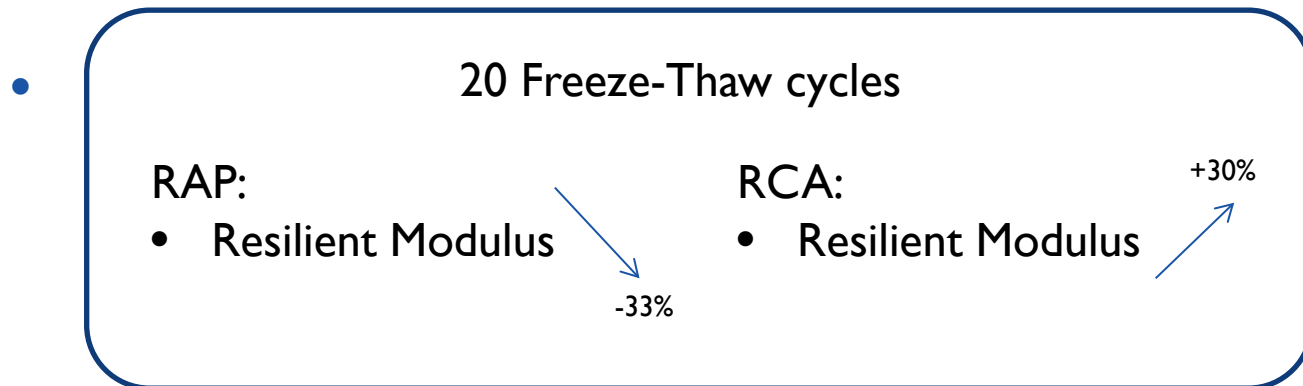 • 20 Freeze-Thaw cycles
RAP:
• Resilient Modulus
-33%
RCA:
• Resilient Modulus
+30%